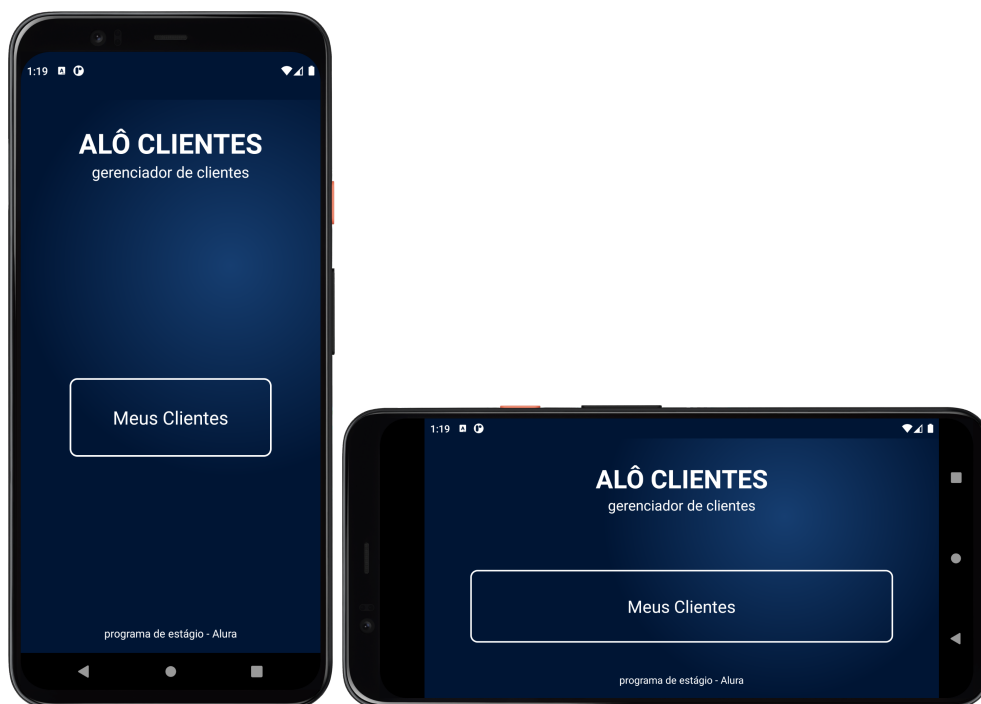 1:19
ALÔ CLIENTES
gerenciador de clientes
Meus Clientes
programa de estágio - Alura
1:19
ALÔ CLIENTES
gerenciador de clientes
Meus Clientes
programa de estágio - Alura